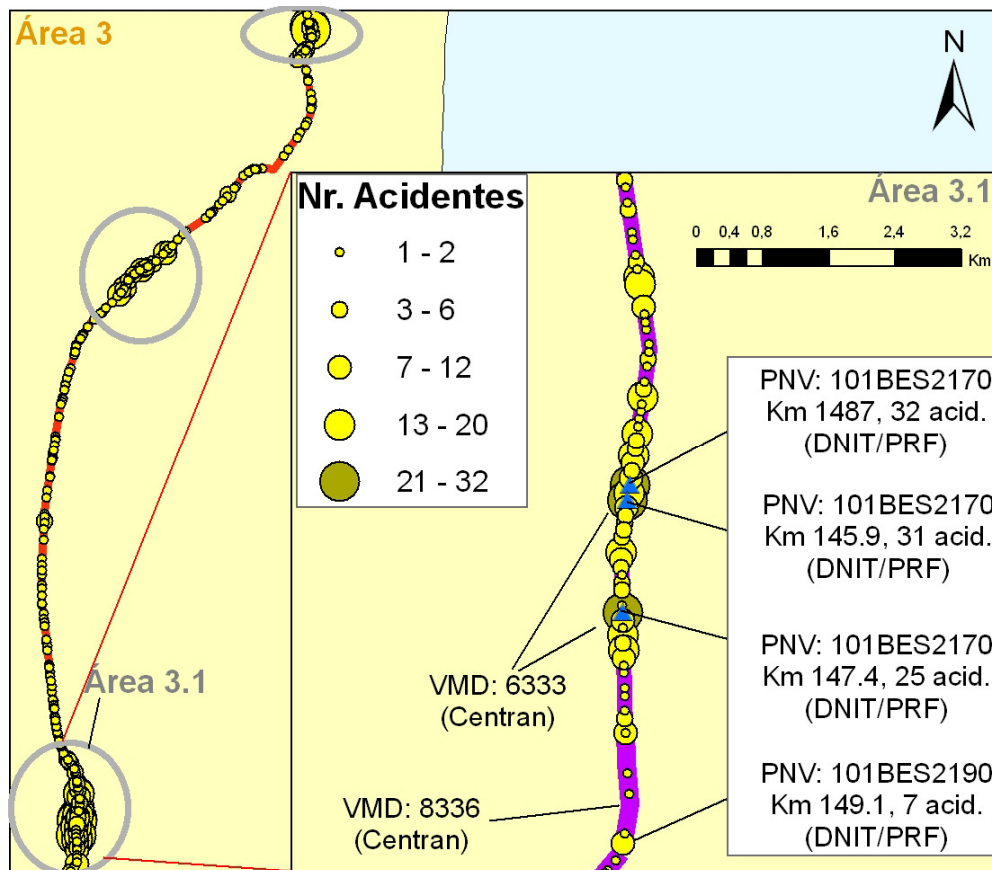 Área 3
N
Nr. Acidentes
1 - 2
3 - 6
7 - 12
13 - 20
21 - 32
Área 3.1
0 0,4 0,8 1,6 2,4 3,2
Km
PNV: 101BES2170
Km 1487, 32 acid.
(DNIT/PRF)
PNV: 101BES2170
Km 145.9, 31 acid.
(DNIT/PRF)
PNV: 101BES2170
Km 147.4, 25 acid.
(DNIT/PRF)
PNV: 101BES2190
Km 149.1, 7 acid.
(DNIT/PRF)
VMD: 6333
(Centran)
VMD: 8336
(Centran)
Área 3.1